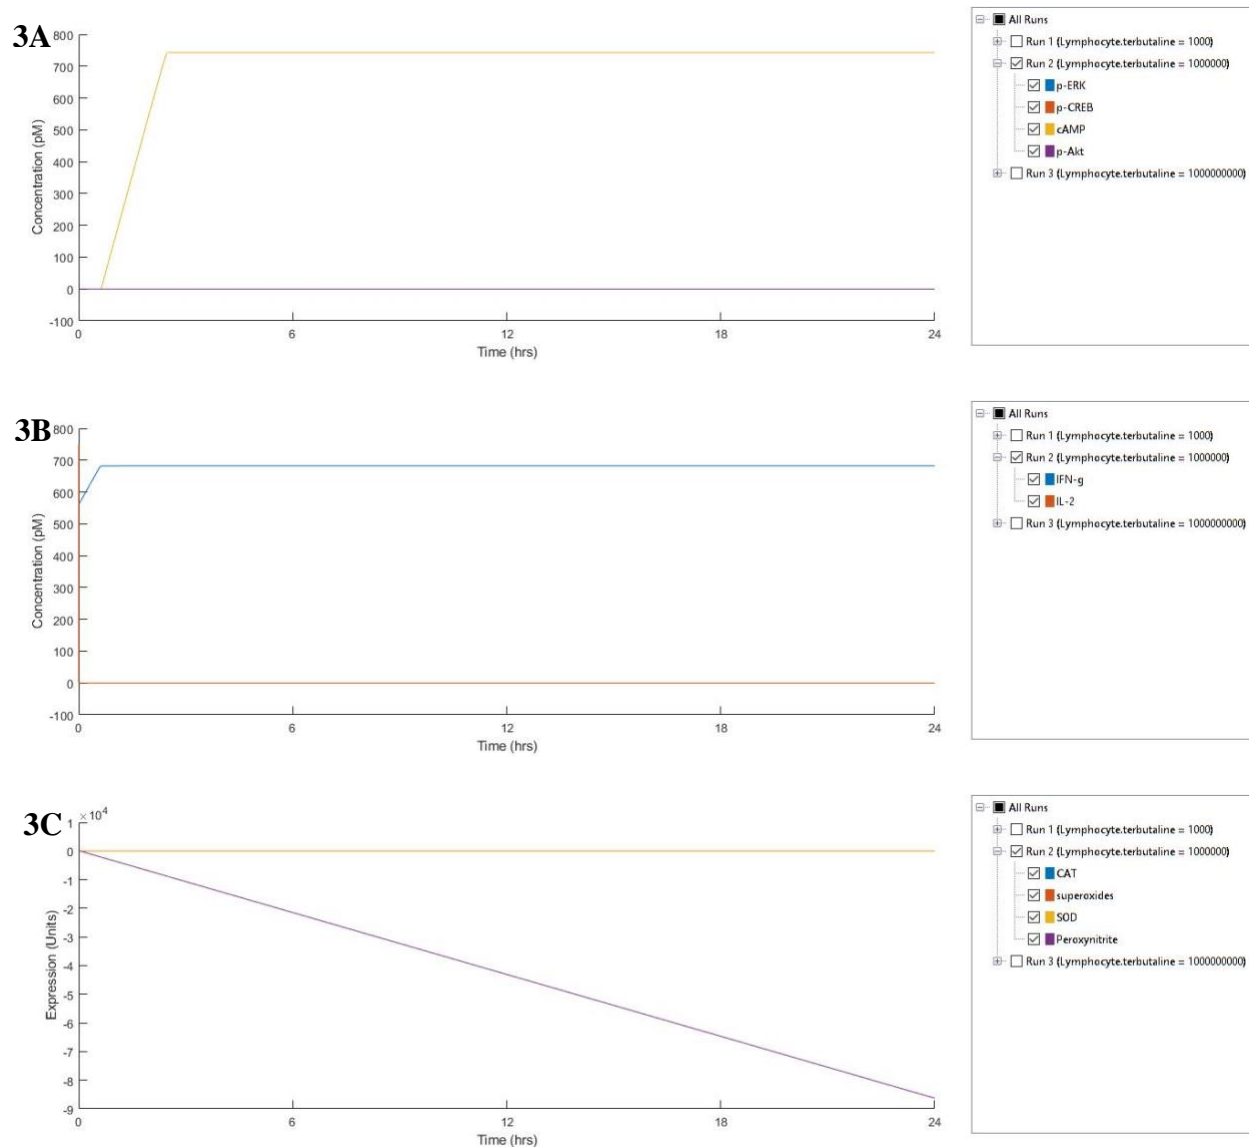 3A
800
700
600
500
400
300
200
100
0
-100
Concentration (pM)
0 6 12 18 24
Time (hrs)
All Runs
Run 1 (Lymphocyte.terbutaline = 1000)
Run 2 (Lymphocyte.terbutaline = 1000000)
p-ERK
p-CREB
cAMP
p-Akt
Run 3 (Lymphocyte.terbutaline = 1000000000)
3B
800
700
600
500
400
300
200
100
0
-100
Concentration (pM)
0 6 12 18 24
Time (hrs)
All Runs
Run 1 (Lymphocyte.terbutaline = 1000)
Run 2 (Lymphocyte.terbutaline = 1000000)
IFN-g
IL-2
Run 3 (Lymphocyte.terbutaline = 1000000000)
3C
×10⁴
1
0
-1
-2
-3
-4
-5
-6
-7
-8
-9
Expression (Units)
0 6 12 18 24
Time (hrs)
All Runs
Run 1 (Lymphocyte.terbutaline = 1000)
Run 2 (Lymphocyte.terbutaline = 1000000)
CAT
superoxides
SOD
Peroxynitrite
Run 3 (Lymphocyte.terbutaline = 1000000000)